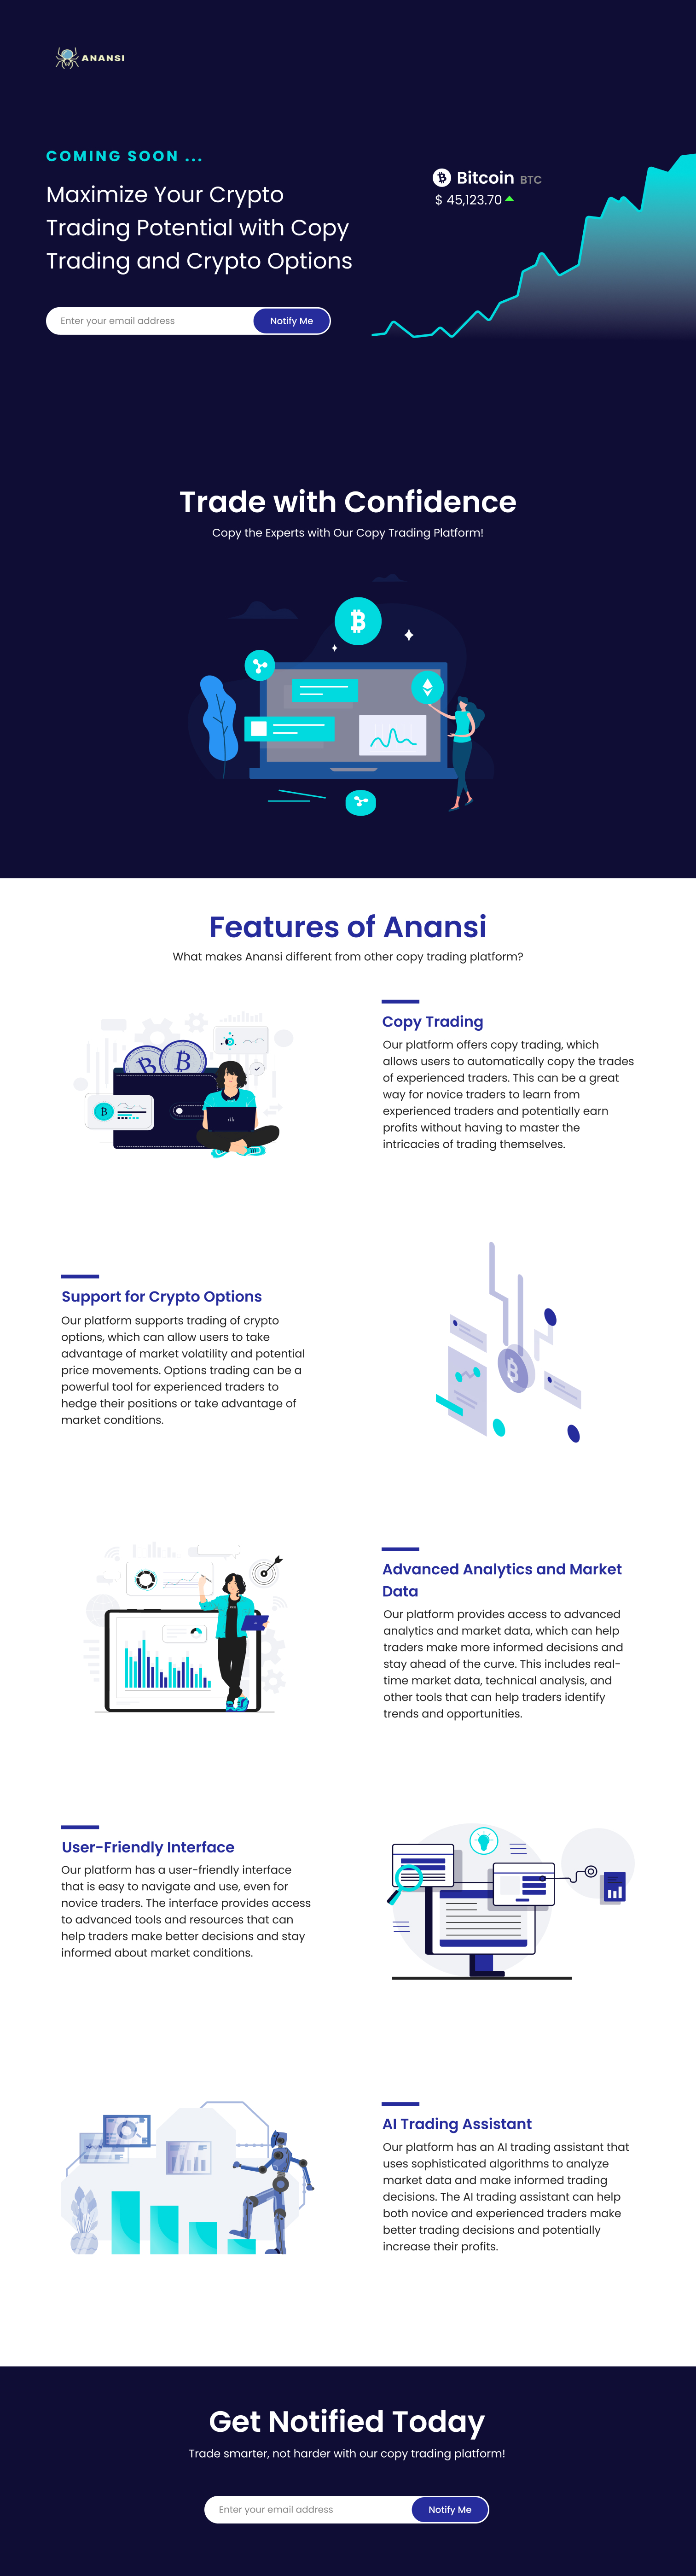 ANANSI
COMING SOON ...
Maximize Your Crypto
Trading Potential with Copy
Trading and Crypto Options
Bitcoin BTC
$ 45,123.70
Enter your email address
Notify Me
Trade with Confidence
Copy the Experts with Our Copy Trading Platform!
Features of Anansi
What makes Anansi different from other copy trading platform?
Copy Trading
Our platform offers copy trading, which
allows users to automatically copy the trades
of experienced traders. This can be a great
way for novice traders to learn from
experienced traders and potentially earn
profits without having to master the
intricacies of trading themselves.
Support for Crypto Options
Our platform supports trading of crypto
options, which can allow users to take
advantage of market volatility and potential
price movements. Options trading can be a
powerful tool for experienced traders to
hedge their positions or take advantage of
market conditions.
Advanced Analytics and Market
Data
Our platform provides access to advanced
analytics and market data, which can help
traders make more informed decisions and
stay ahead of the curve. This includes real-
time market data, technical analysis, and
other tools that can help traders identify
trends and opportunities.
User-Friendly Interface
Our platform has a user-friendly interface
that is easy to navigate and use, even for
novice traders. The interface provides access
to advanced tools and resources that can
help traders make better decisions and stay
informed about market conditions.
AI Trading Assistant
Our platform has an AI trading assistant that
uses sophisticated algorithms to analyze
market data and make informed trading
decisions. The AI trading assistant can help
both novice and experienced traders make
better trading decisions and potentially
increase their profits.
Get Notified Today
Trade smarter, not harder with our copy trading platform!
Enter your email address
Notify Me